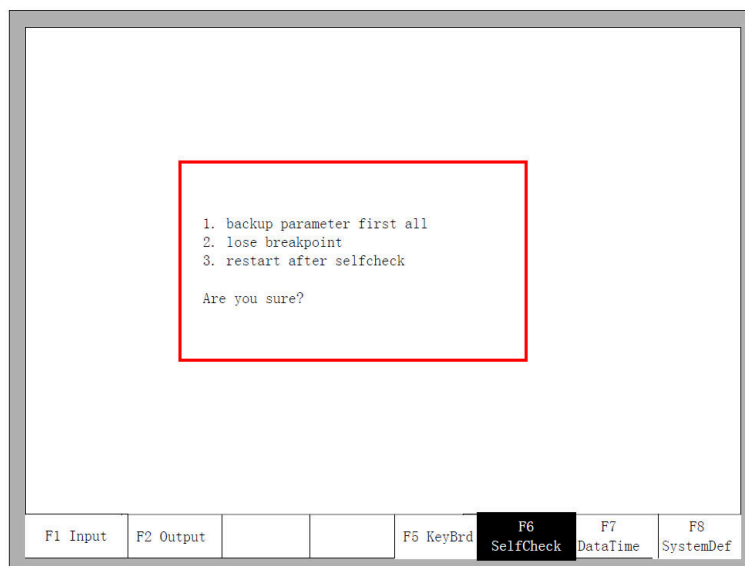 1. backup parameter first all
2. lose breakpoint
3. restart after selfcheck
Are you sure?
F1 Input
F2 Output
F5 KeyBrd
F6
SelfCheck
F7
DataTime
F8
SystemDef